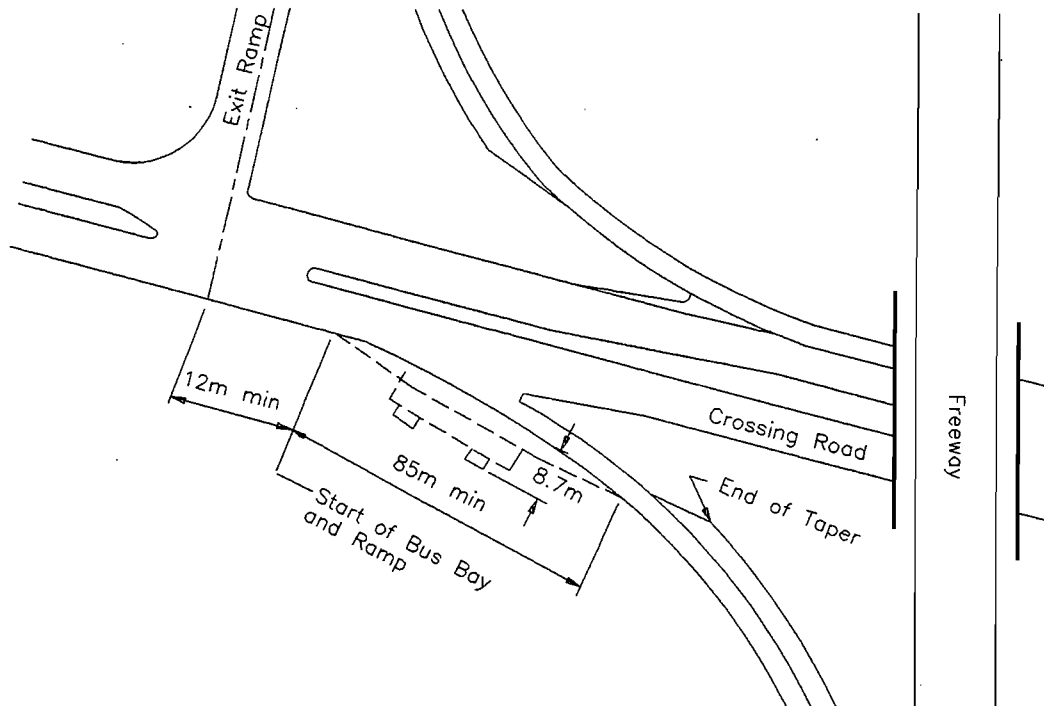 Exit Ramp
12m min
85m min
8.7m
Start of Bus Bay
and Ramp
Crossing Road
End of Taper
Freeway